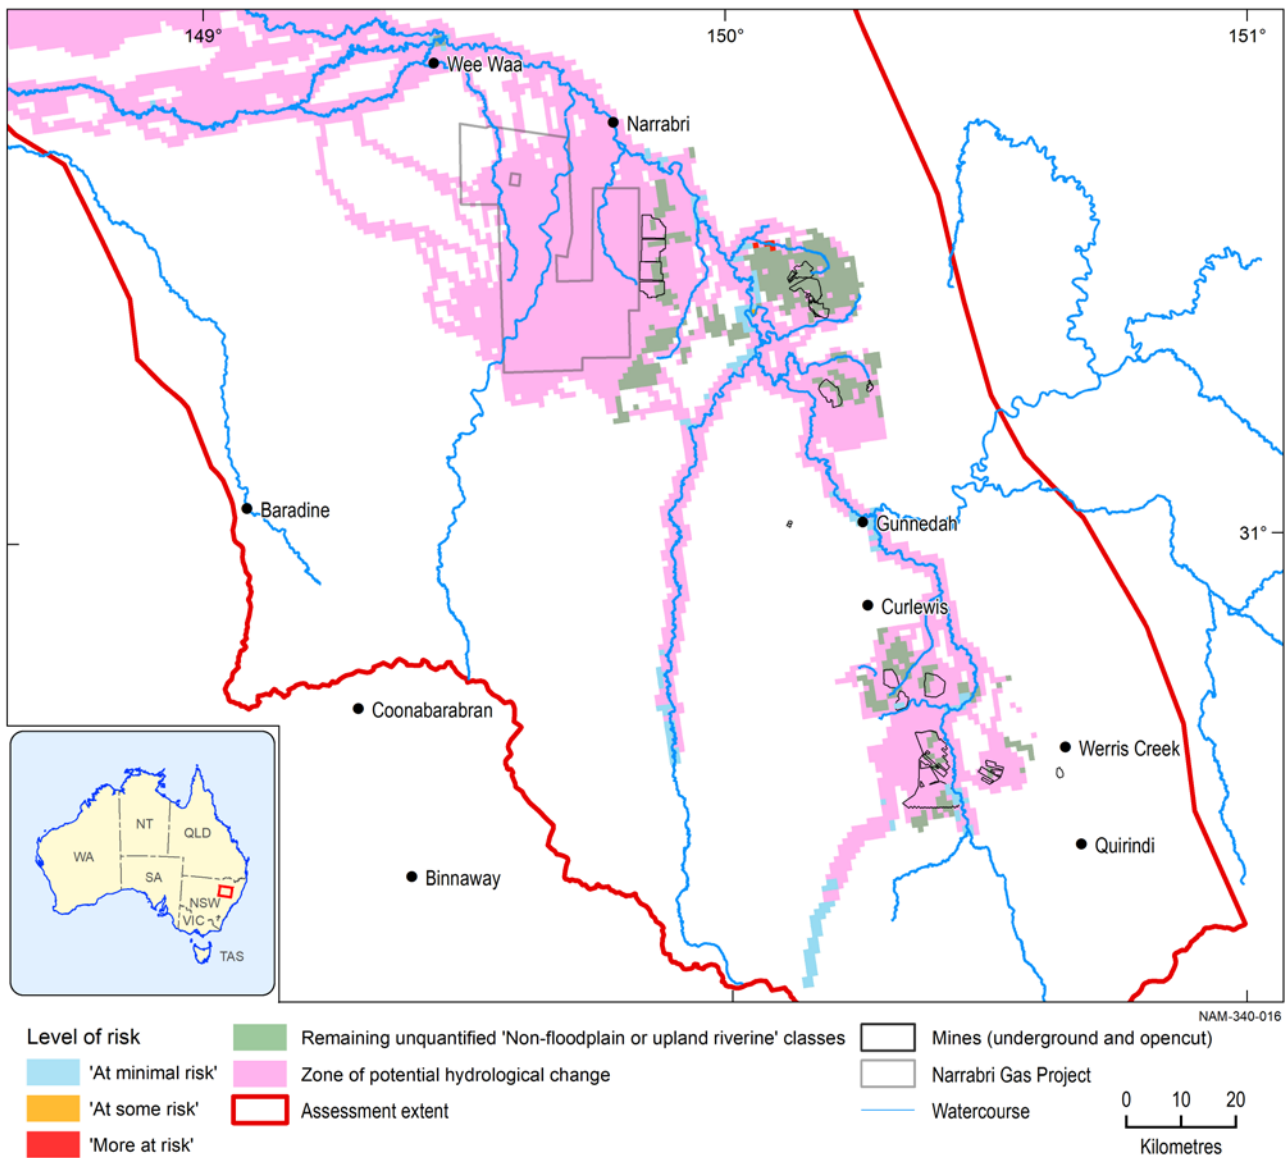 149°
150°
151°
Wee Waa
Narrabri
Baradine
Gunnedah
31°
Curlewis
Coonabarabran
Werris Creek
Quirindi
Binnaway
NT
QLD
WA
SA
NSW
VIC
TAS
NAM-340-016
Level of risk
'At minimal risk'
'At some risk'
'More at risk'
Remaining unquantified 'Non-floodplain or upland riverine' classes
Zone of potential hydrological change
Assessment extent
Mines (underground and opencut)
Narrabri Gas Project
Watercourse
0 10 20
Kilometres